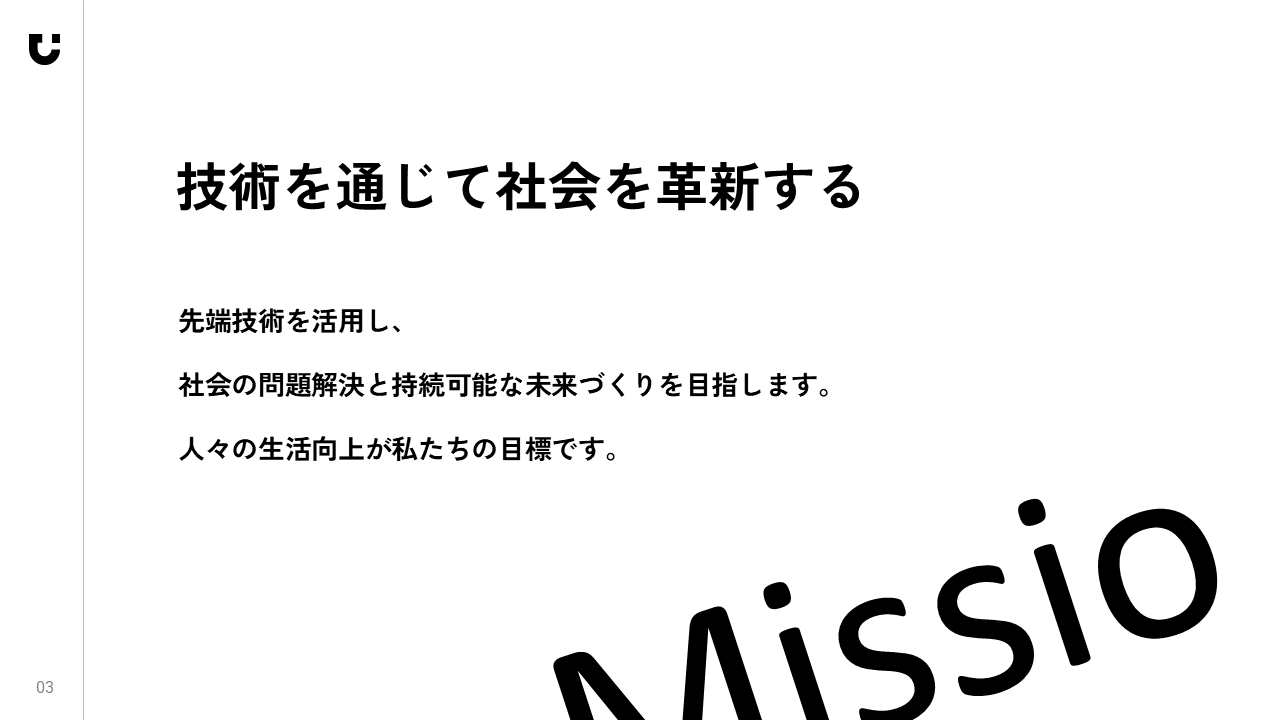 技術を通じて社会を革新する
先端技術を活用し、
社会の問題解決と持続可能な未来づくりを目指します。
人々の生活向上が私たちの目標です。
Missio
03